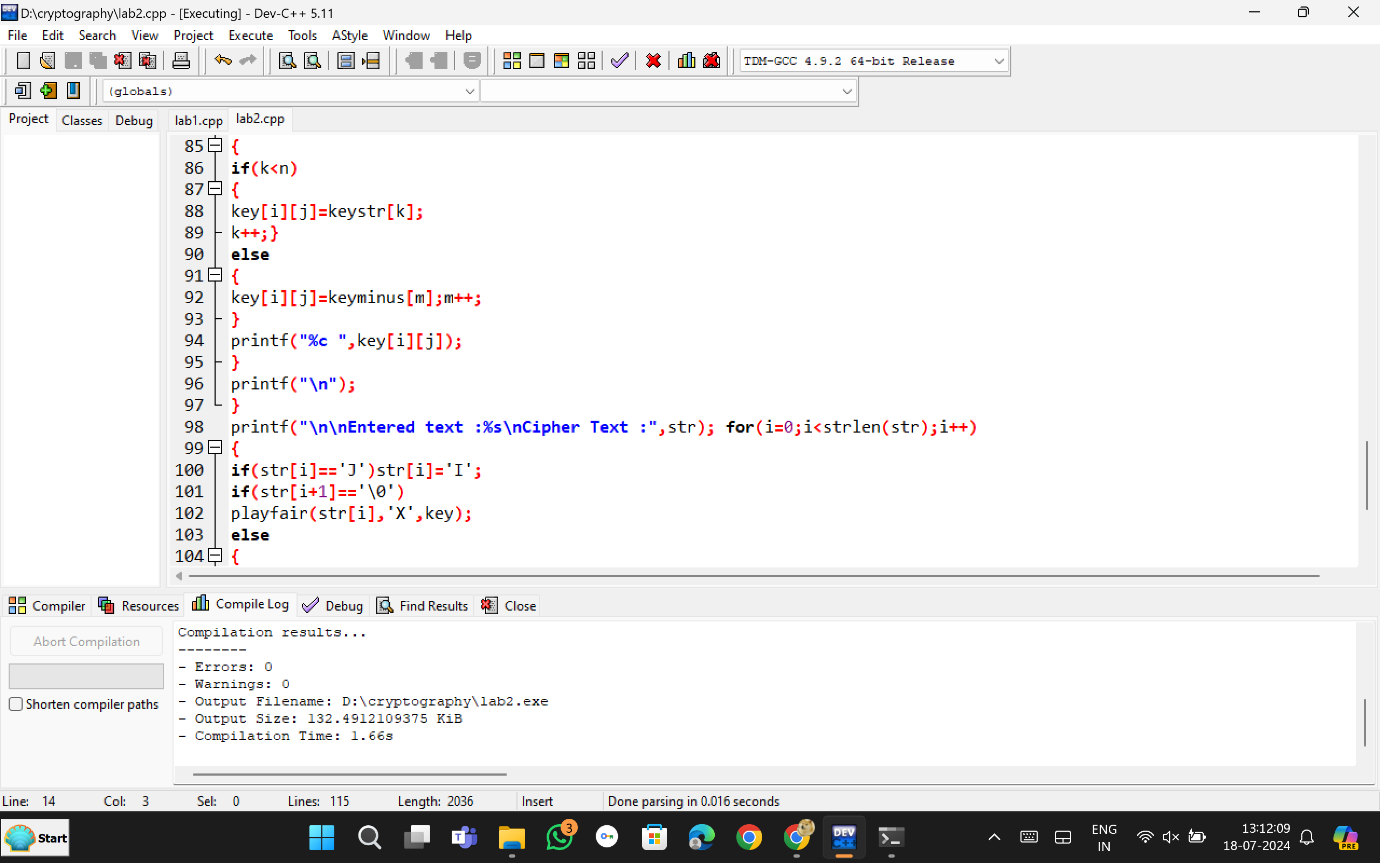 D:\cryptography\lab2.cpp - [Executing] - Dev-C++ 5.11
File Edit Search View Project Execute Tools AStyle Window Help
TDM-GCC 4.9.2 64-bit Release
(globals)
Project Classes Debug lab1.cpp lab2.cpp
85 {
86 if(k<n)
87 {
88 key[i][j]=keystr[k];
89 k++;}
90 else
91 {
92 key[i][j]=keyminus[m];m++;
93 }
94 printf("%c ",key[i][j]);
95 }
96 printf("\n");
97 }
98 printf("\n\nEntered text :%s\nCipher Text :",str); for(i=0;i<strlen(str);i++)
99 {
100 if(str[i]=='J')str[i]='I';
101 if(str[i+1]=='\0')
102 playfair(str[i],'X',key);
103 else
104 {
Compiler Resources Compile Log Debug Find Results Close
Abort Compilation
Shorten compiler paths
Compilation results...
--------
- Errors: 0
- Warnings: 0
- Output Filename: D:\cryptography\lab2.exe
- Output Size: 132.4912109375 KiB
- Compilation Time: 1.66s
Line: 14 Col: 3 Sel: 0 Lines: 115 Length: 2036 Insert Done parsing in 0.016 seconds
Start
3
DEV C++
ENG
IN
13:12:09
18-07-2024
PRE